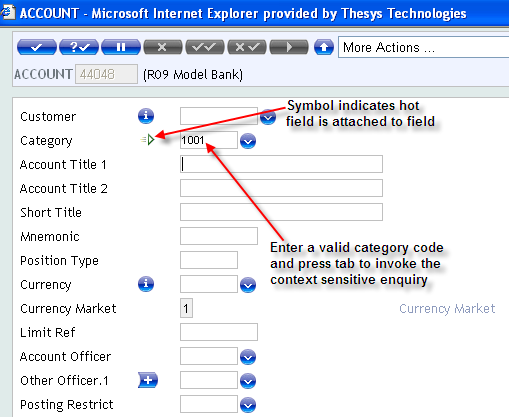 ACCOUNT - Microsoft Internet Explorer provided by Thesys Technologies
More Actions ...
ACCOUNT 44048 (R09 Model Bank)
Customer
Symbol indicates hot
field is attached to field
Category 1001
Account Title 1
Account Title 2
Short Title
Mnemonic
Enter a valid category code
and press tab to invoke the
context sensitive enquiry
Position Type
Currency
Currency Market 1 Currency Market
Limit Ref
Account Officer
Other Officer.1
Posting Restrict